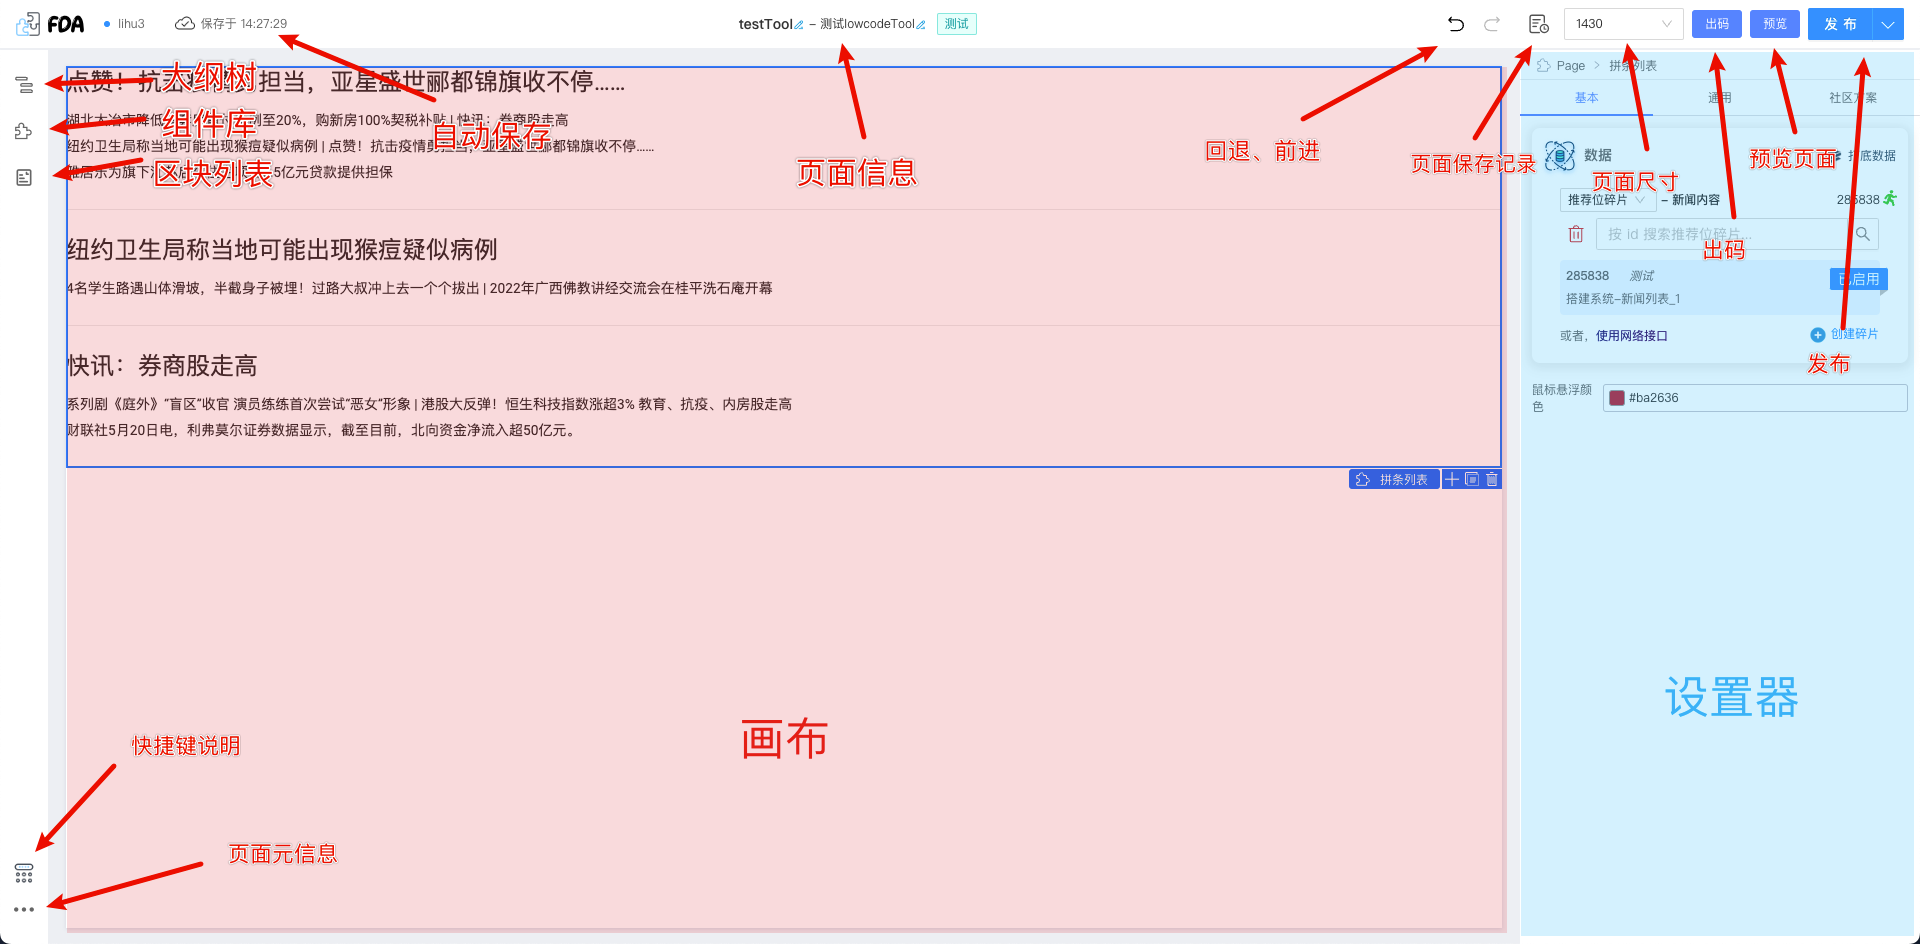 FDA
lihu3
保存于 14:27:29
testTool – 测试lowcodeTool 测试
1430
出码
预览
发 布
大纲树
组件库
区块列表
自动保存
页面信息
回退、前进
页面保存记录
页面尺寸
出码
预览页面
发布
点赞！抗 担当，亚星盛世郦都锦旗收不停……
湖北大冶市降低 例至20%，购新房100%契税补贴 | 快讯：券商股走高
纽约卫生局称当地可能出现猴痘疑似病例 | 点赞！抗击疫情勇担当，亚星盛世郦都锦旗收不停……
雅居乐为旗下 5亿元贷款提供担保
纽约卫生局称当地可能出现猴痘疑似病例
4名学生路遇山体滑坡，半截身子被埋！过路大叔冲上去一个个拔出 | 2022年广西佛教讲经交流会在桂平洗石庵开幕
快讯：券商股走高
系列剧《庭外》“盲区”收官 演员练练首次尝试“恶女”形象 | 港股大反弹！恒生科技指数涨超3% 教育、抗疫、内房股走高
财联社5月20日电，利弗莫尔证券数据显示，截至目前，北向资金净流入超50亿元。
拼条列表
画布
快捷键说明
页面元信息
Page > 拼条列表
基本
通用
社区方案
数据
打底数据
推荐位碎片 – 新闻内容
285838
按 id 搜索推荐位碎片...
285838 测试
已启用
搭建系统–新闻列表_1
或者，使用网络接口
创建碎片
鼠标悬浮颜色
#ba2636
设置器